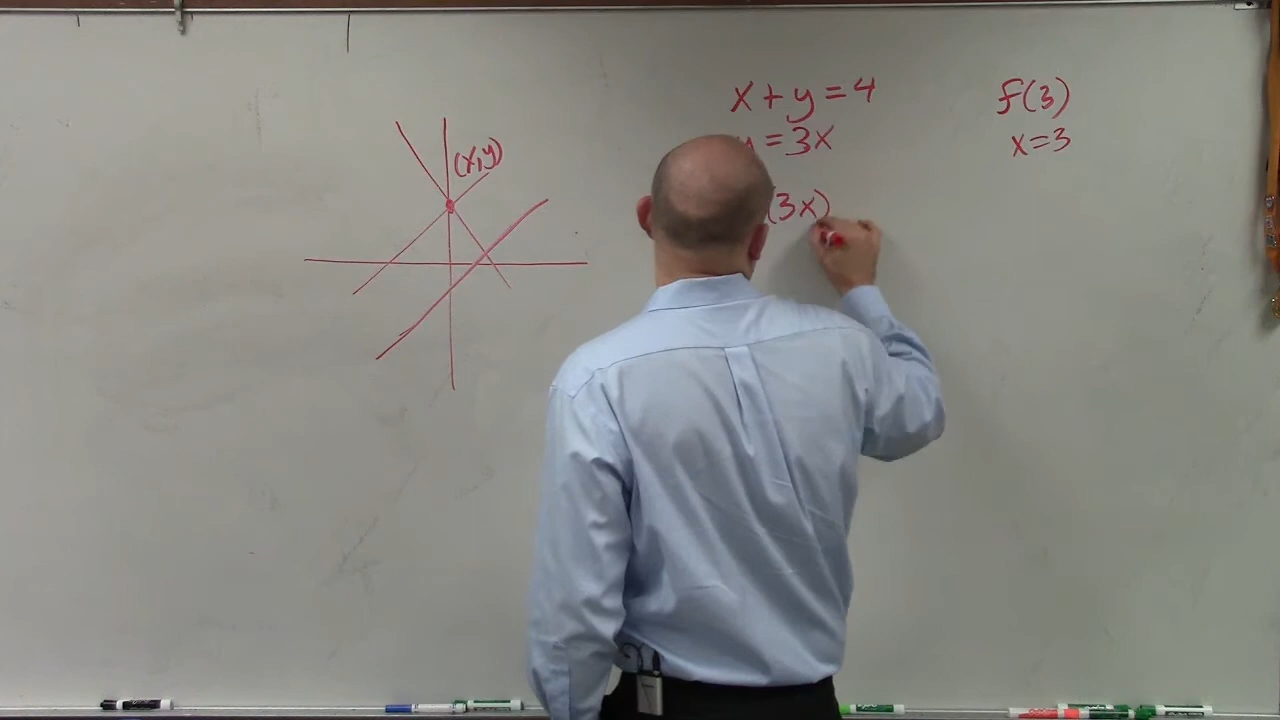 (x,y)
x+y=4
y=3x
(3x)
f(3)
x=3